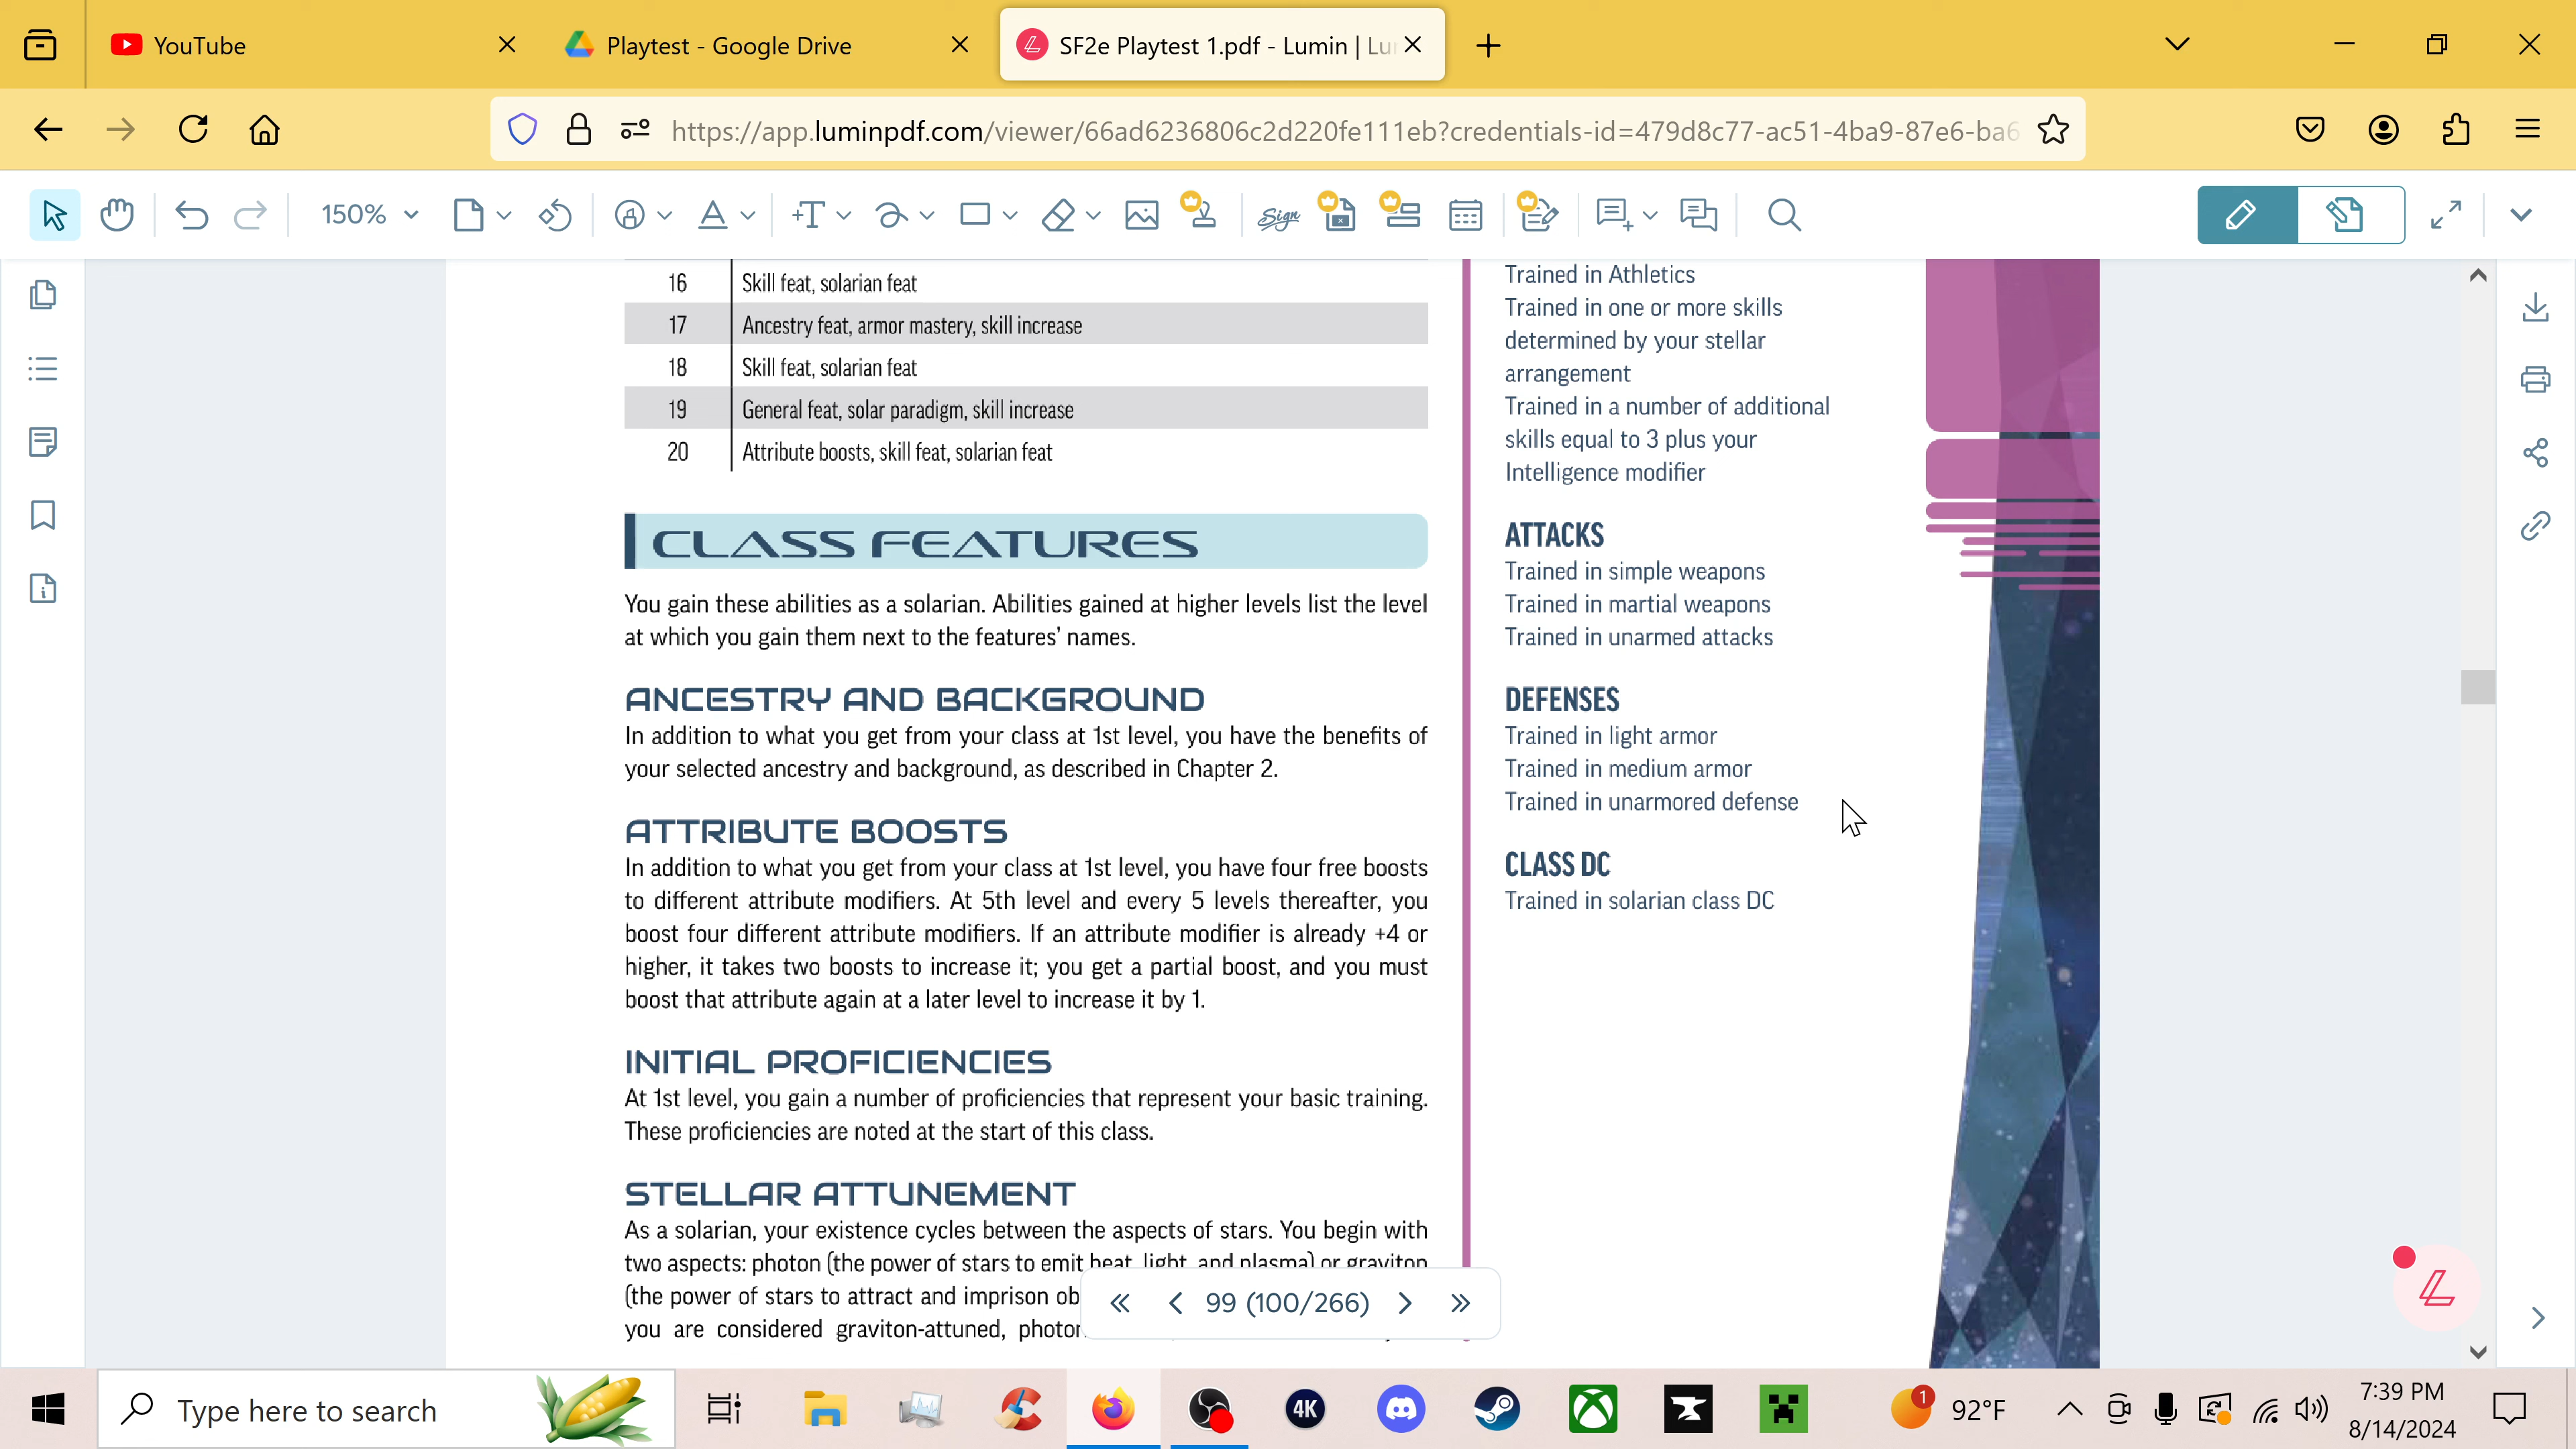 YouTube
Playtest - Google Drive
SF2e Playtest 1.pdf - Lumin | Lu
https://app.luminpdf.com/viewer/66ad6236806c2d220fe111eb?credentials-id=479d8c77-ac51-4ba9-87e6-ba6
150%
Sign
16 Skill feat, solarian feat
17 Ancestry feat, armor mastery, skill increase
18 Skill feat, solarian feat
19 General feat, solar paradigm, skill increase
20 Attribute boosts, skill feat, solarian feat
CLASS FEATURES
You gain these abilities as a solarian. Abilities gained at higher levels list the level
at which you gain them next to the features' names.
ANCESTRY AND BACKGROUND
In addition to what you get from your class at 1st level, you have the benefits of
your selected ancestry and background, as described in Chapter 2.
ATTRIBUTE BOOSTS
In addition to what you get from your class at 1st level, you have four free boosts
to different attribute modifiers. At 5th level and every 5 levels thereafter, you
boost four different attribute modifiers. If an attribute modifier is already +4 or
higher, it takes two boosts to increase it; you get a partial boost, and you must
boost that attribute again at a later level to increase it by 1.
INITIAL PROFICIENCIES
At 1st level, you gain a number of proficiencies that represent your basic training.
These proficiencies are noted at the start of this class.
STELLAR ATTUNEMENT
As a solarian, your existence cycles between the aspects of stars. You begin with
two aspects: photon (the power of stars to emit heat, light, and plasma) or graviton
(the power of stars to attract and imprison ob
you are considered graviton-attuned, photon
Trained in Athletics
Trained in one or more skills
determined by your stellar
arrangement
Trained in a number of additional
skills equal to 3 plus your
Intelligence modifier
ATTACKS
Trained in simple weapons
Trained in martial weapons
Trained in unarmed attacks
DEFENSES
Trained in light armor
Trained in medium armor
Trained in unarmored defense
CLASS DC
Trained in solarian class DC
99 (100/266)
Type here to search
4K
1
92°F
7:39 PM
8/14/2024